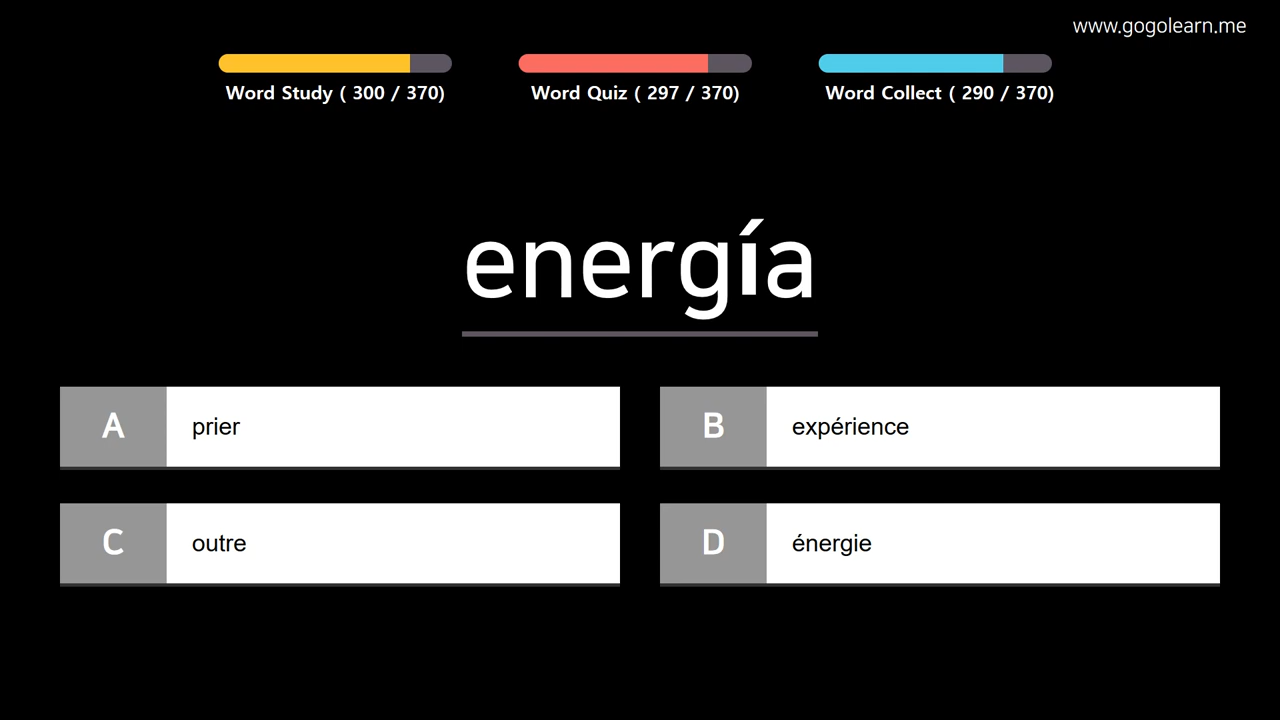 www.gogolearn.me
Word Study ( 300 / 370)
Word Quiz ( 297 / 370)
Word Collect ( 290 / 370)
energía
A prier
B expérience
C outre
D énergie